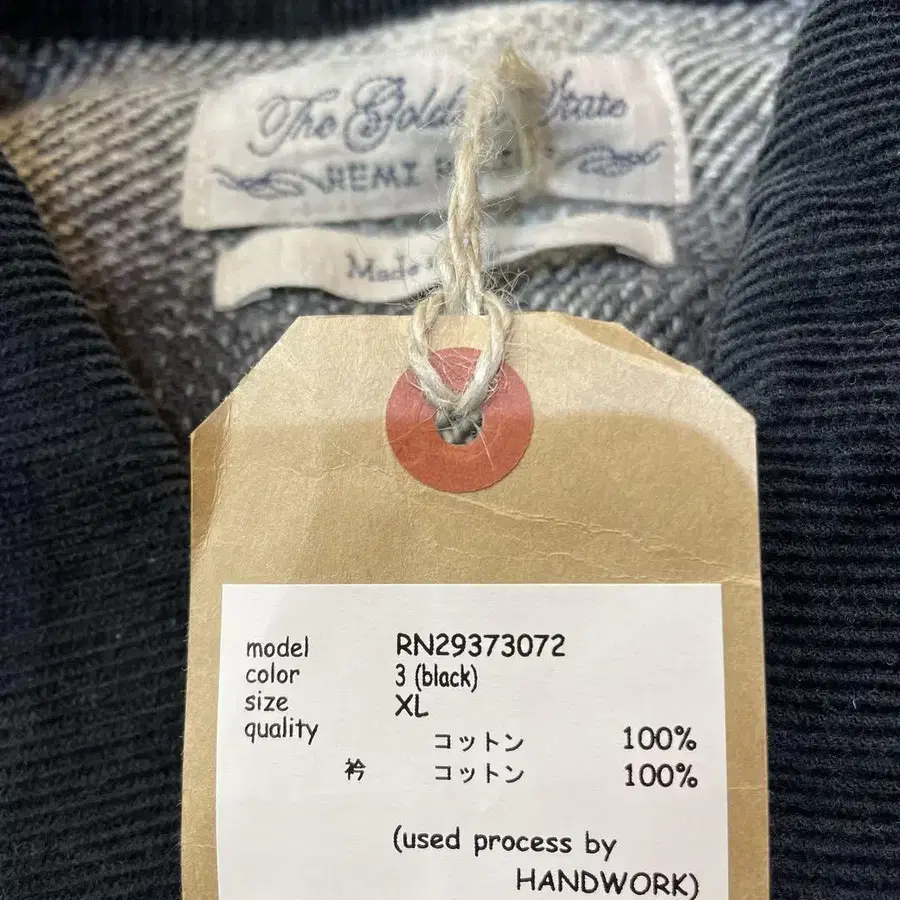 The Golden State
REMI
Made
model RN29373072
color 3 (black)
size XL
quality
コットン 100%
衿 コットン 100%
(used process by
HANDWORK)